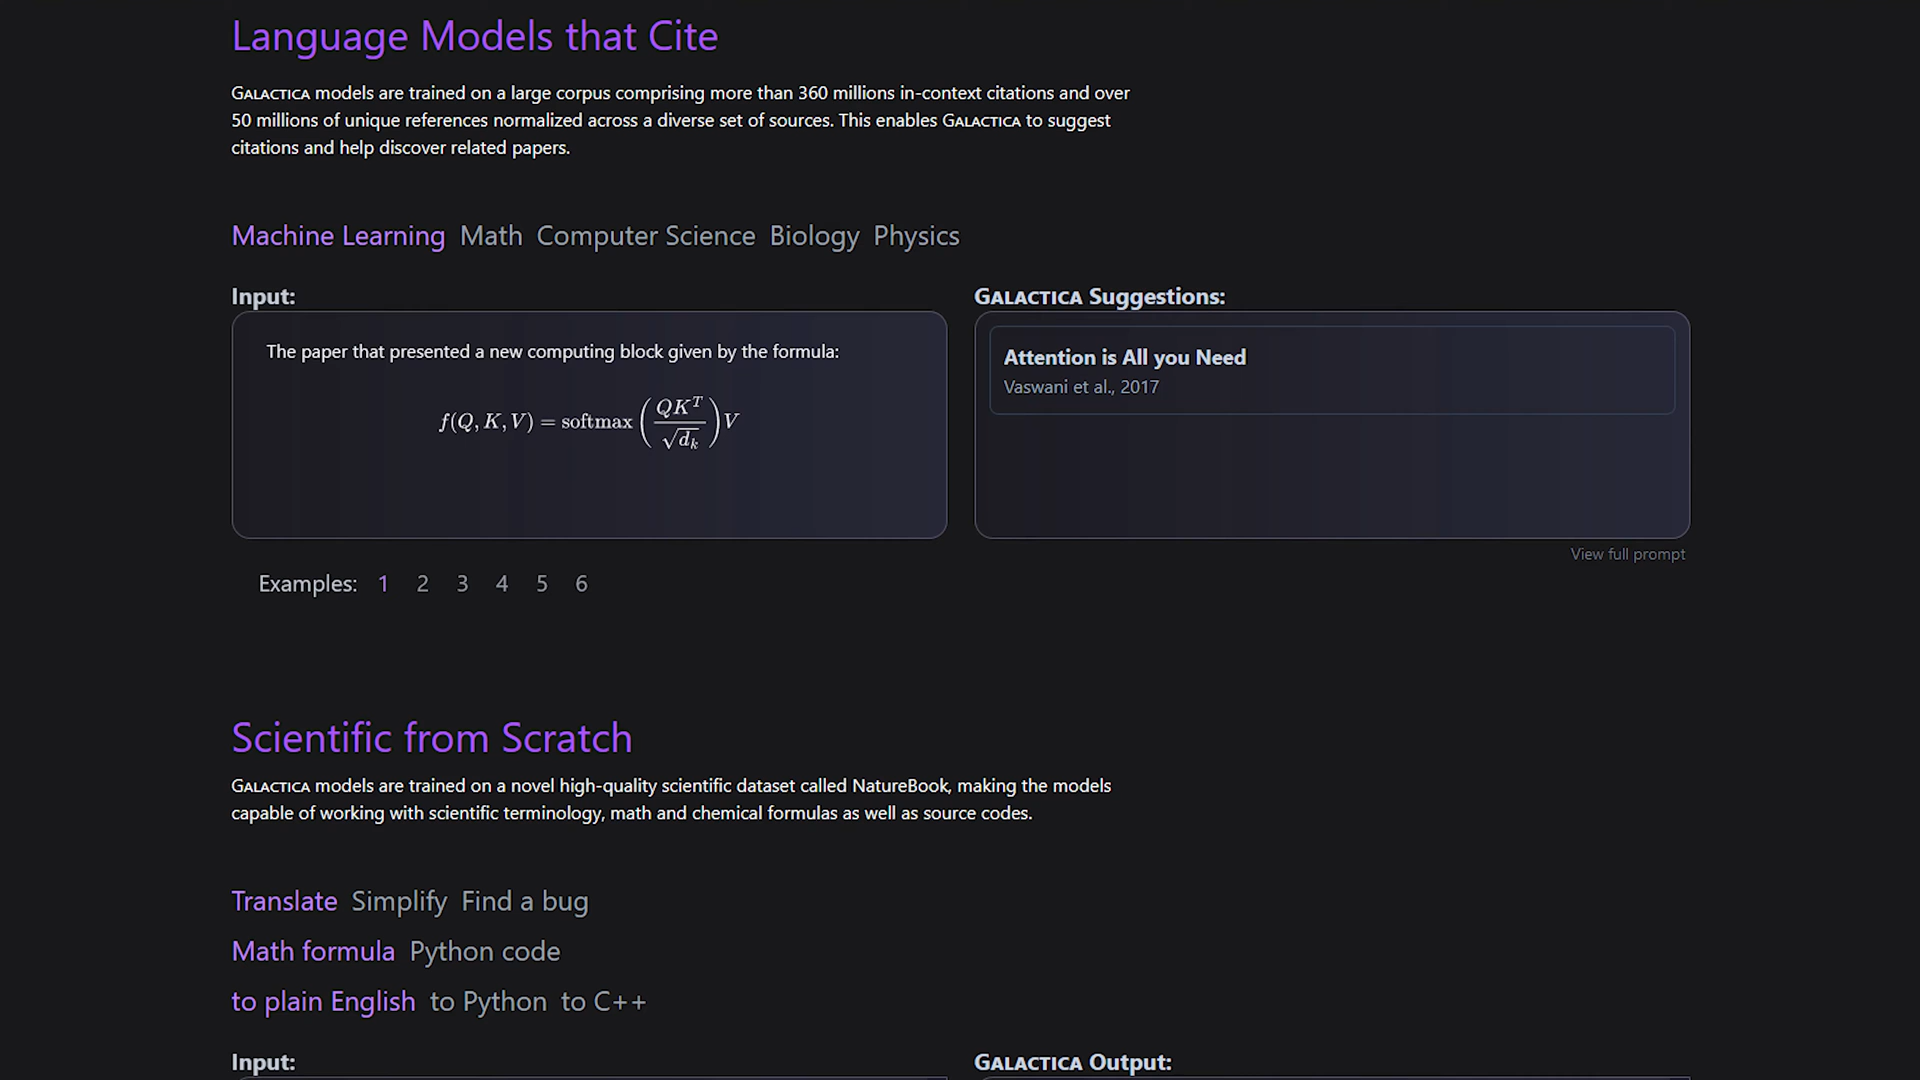 Language Models that Cite
GALACTICA models are trained on a large corpus comprising more than 360 millions in-context citations and over
50 millions of unique references normalized across a diverse set of sources. This enables GALACTICA to suggest
citations and help discover related papers.
Machine Learning Math Computer Science Biology Physics
Input:
The paper that presented a new computing block given by the formula:
f(Q, K, V) = softmax(QK^T / √d_k)V
GALACTICA Suggestions:
Attention is All you Need
Vaswani et al., 2017
View full prompt
Examples: 1 2 3 4 5 6
Scientific from Scratch
GALACTICA models are trained on a novel high-quality scientific dataset called NatureBook, making the models
capable of working with scientific terminology, math and chemical formulas as well as source codes.
Translate Simplify Find a bug
Math formula Python code
to plain English to Python to C++
Input:
GALACTICA Output: